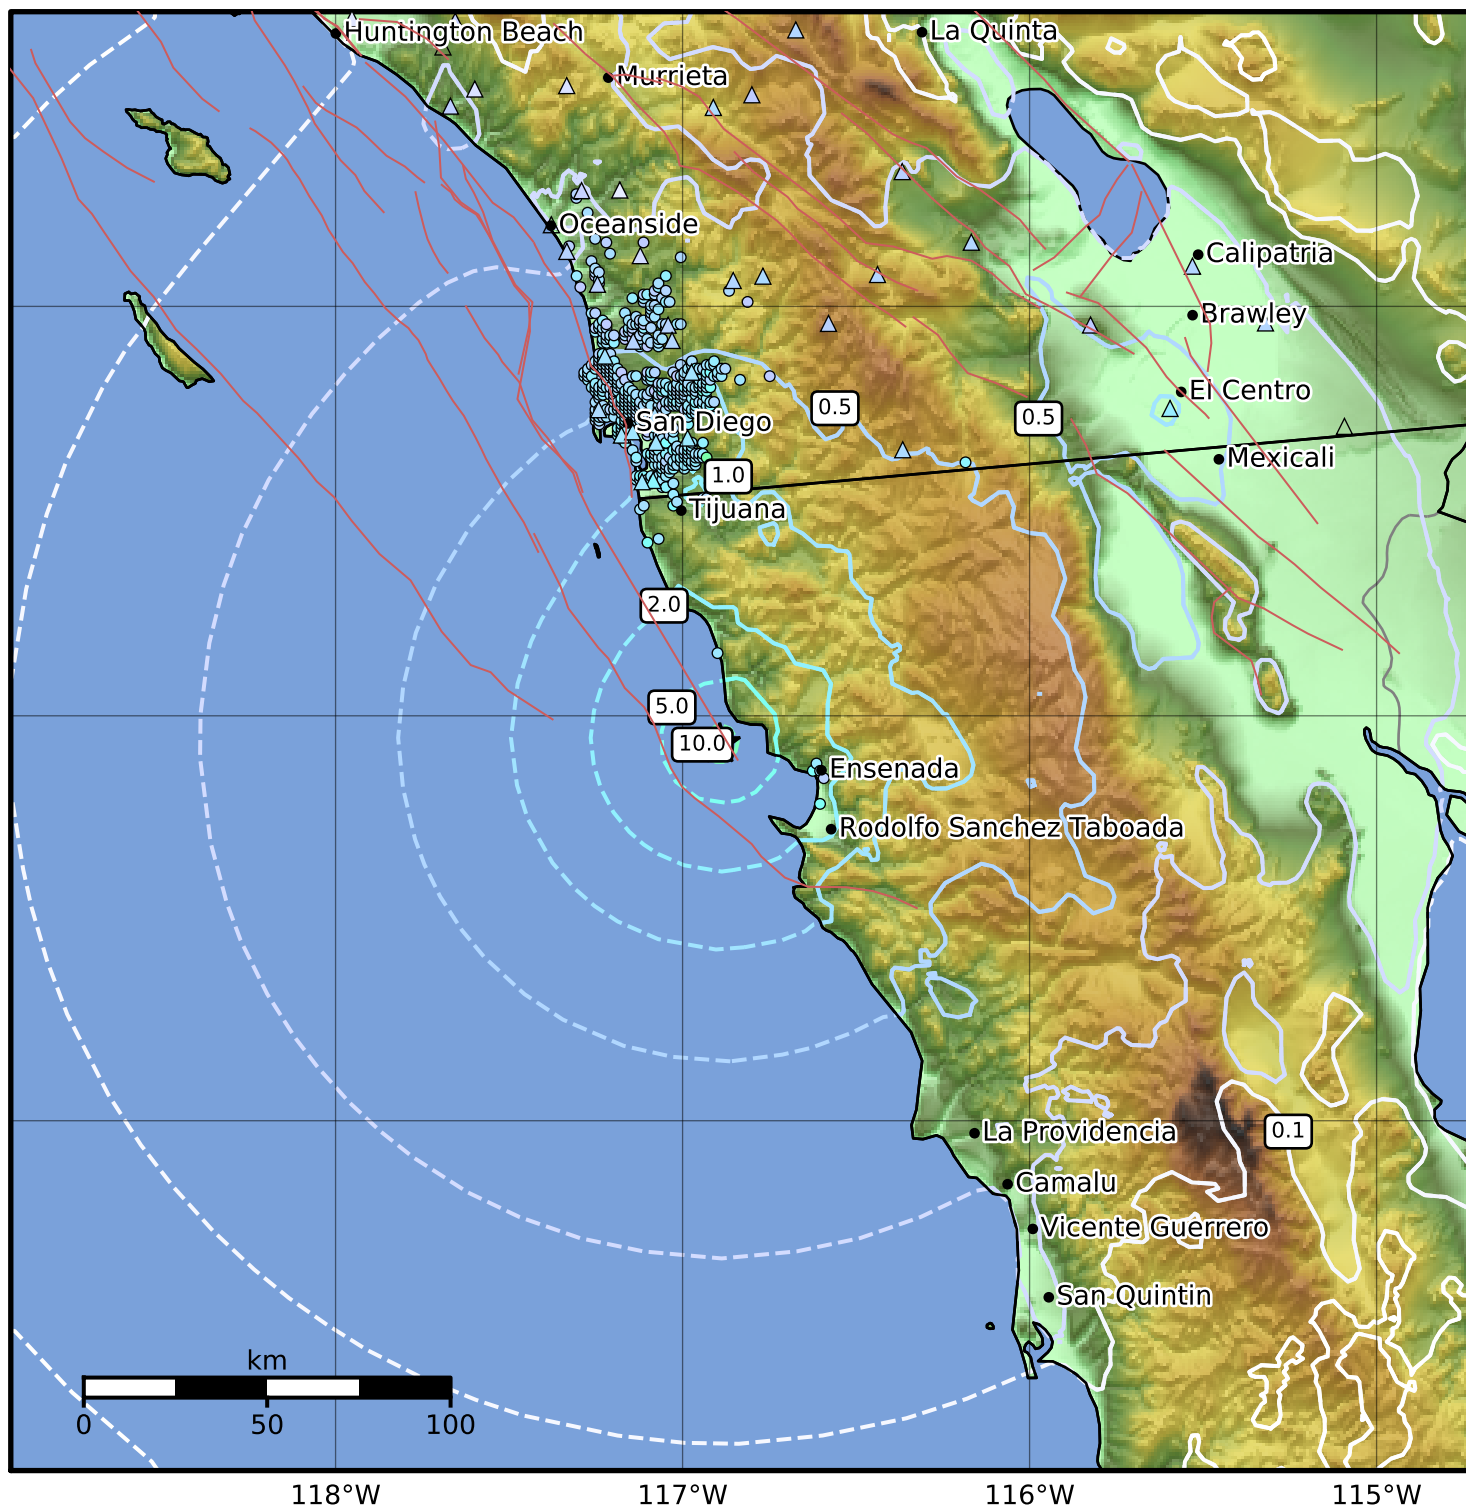 Huntington Beach
La Quinta
Murrieta
Oceanside
Calipatria
Brawley
El Centro
0.5
0.5
San Diego
Mexicali
1.0
Tijuana
2.0
5.0
10.0
Ensenada
Rodolfo Sanchez Taboada
La Providencia
0.1
Camalu
Vicente Guerrero
San Quintin
km
0 50 100
118°W 117°W 116°W 115°W